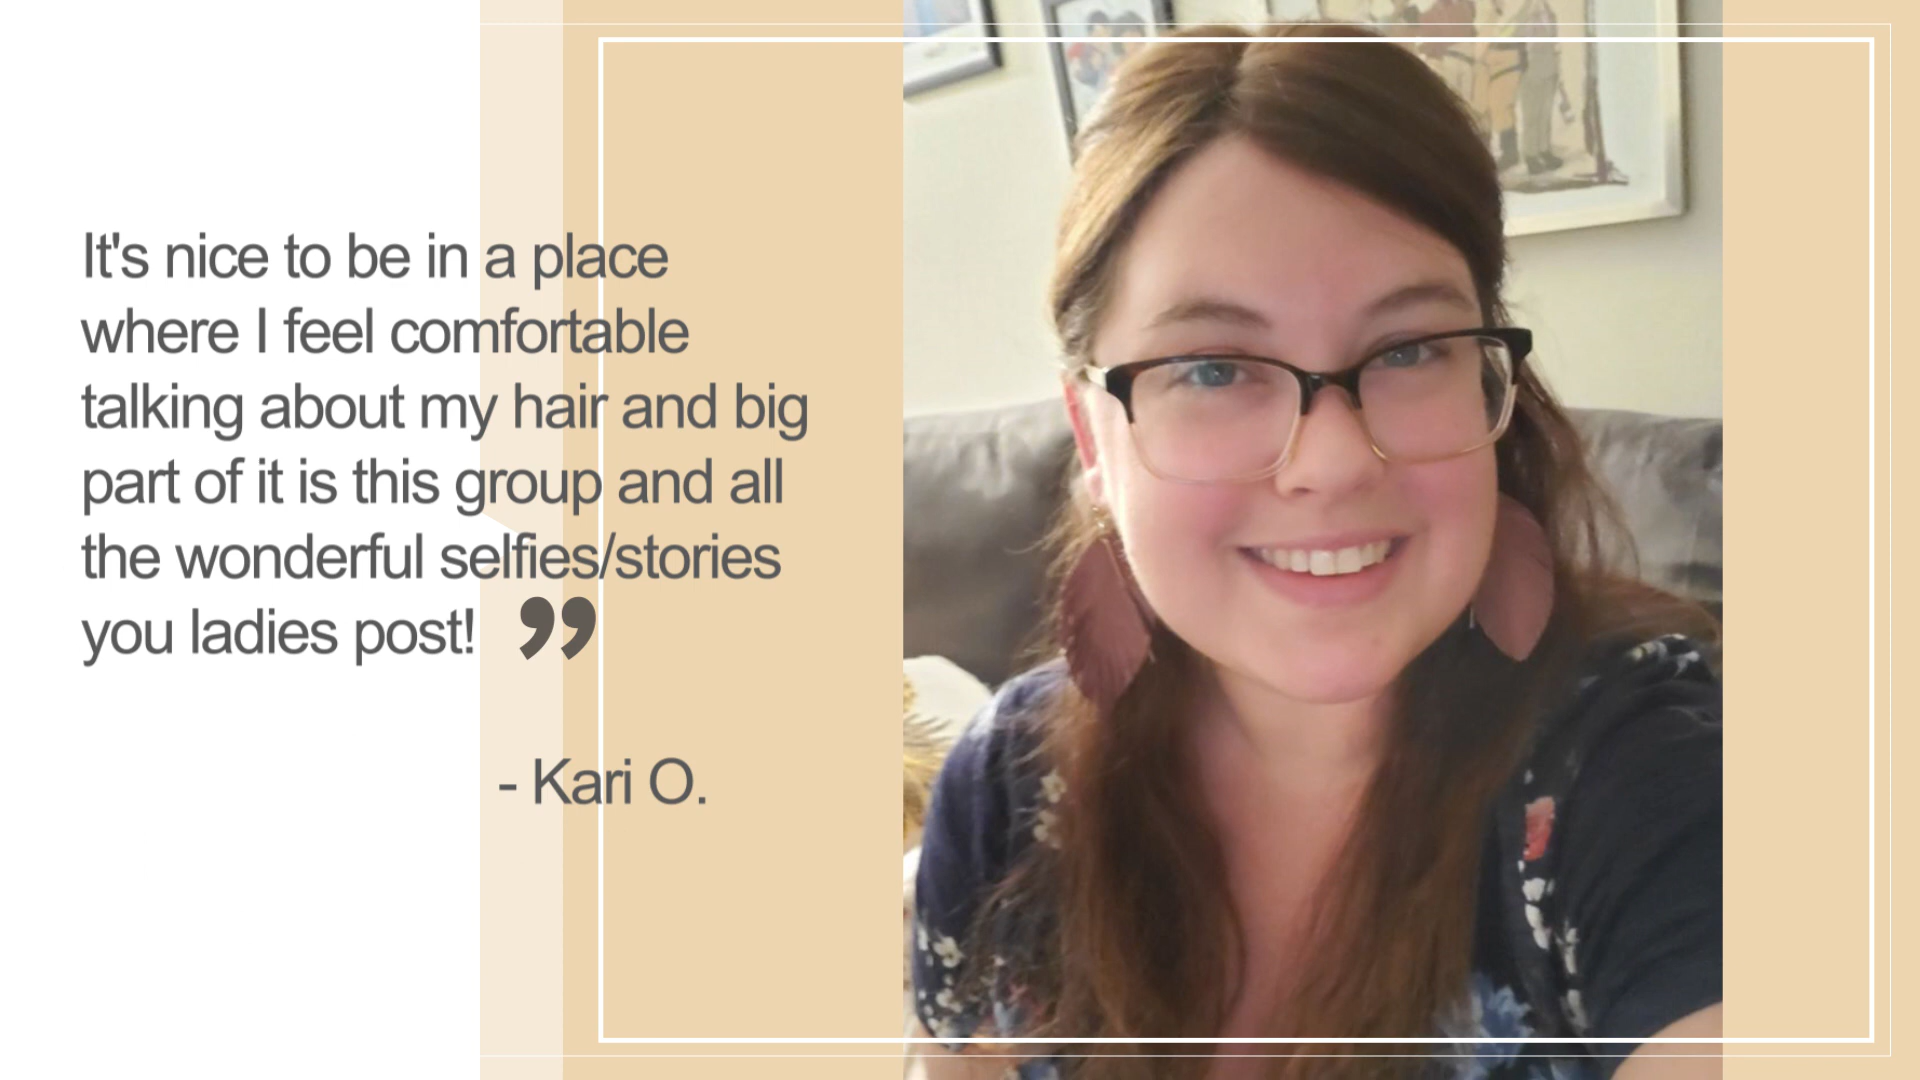 It's nice to be in a place
where I feel comfortable
talking about my hair and big
part of it is this group and all
the wonderful selfies/stories
you ladies post! ”
- Kari O.